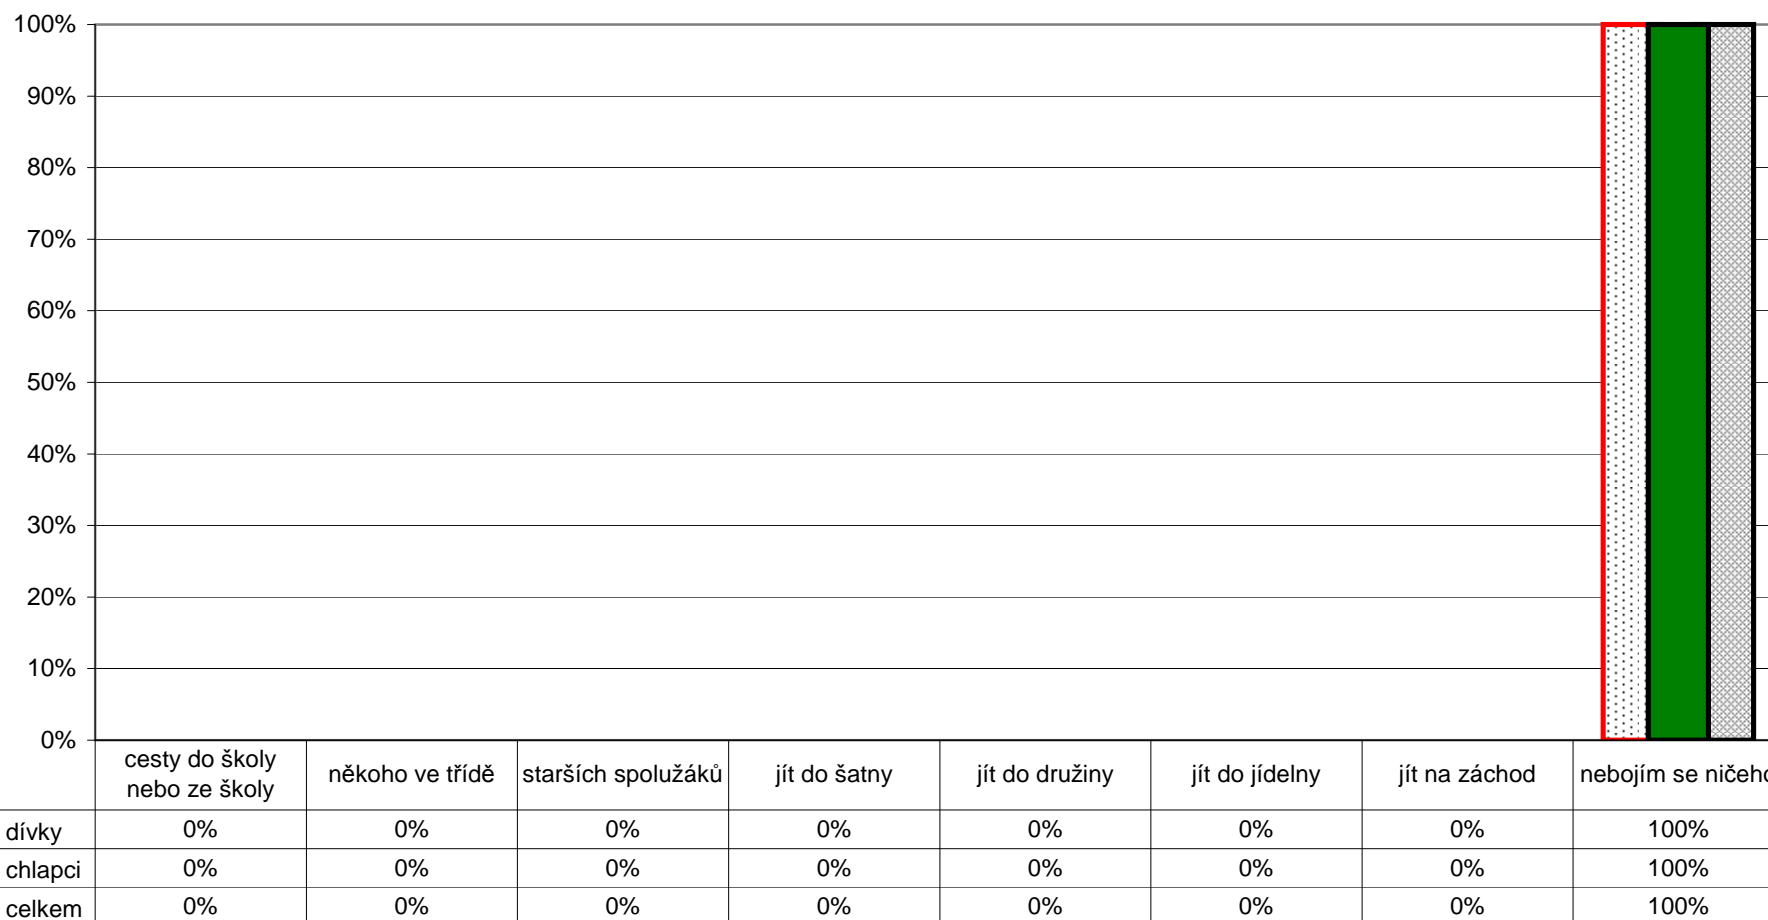 100%
90%
80%
70%
60%
50%
40%
30%
20%
10%
0%
cesty do školy
nebo ze školy
někoho ve třídě
starších spolužáků
jít do šatny
jít do družiny
jít do jídelny
jít na záchod
nebojím se ničeho
dívky 0% 0% 0% 0% 0% 0% 0% 100%
chlapci 0% 0% 0% 0% 0% 0% 0% 100%
celkem 0% 0% 0% 0% 0% 0% 0% 100%